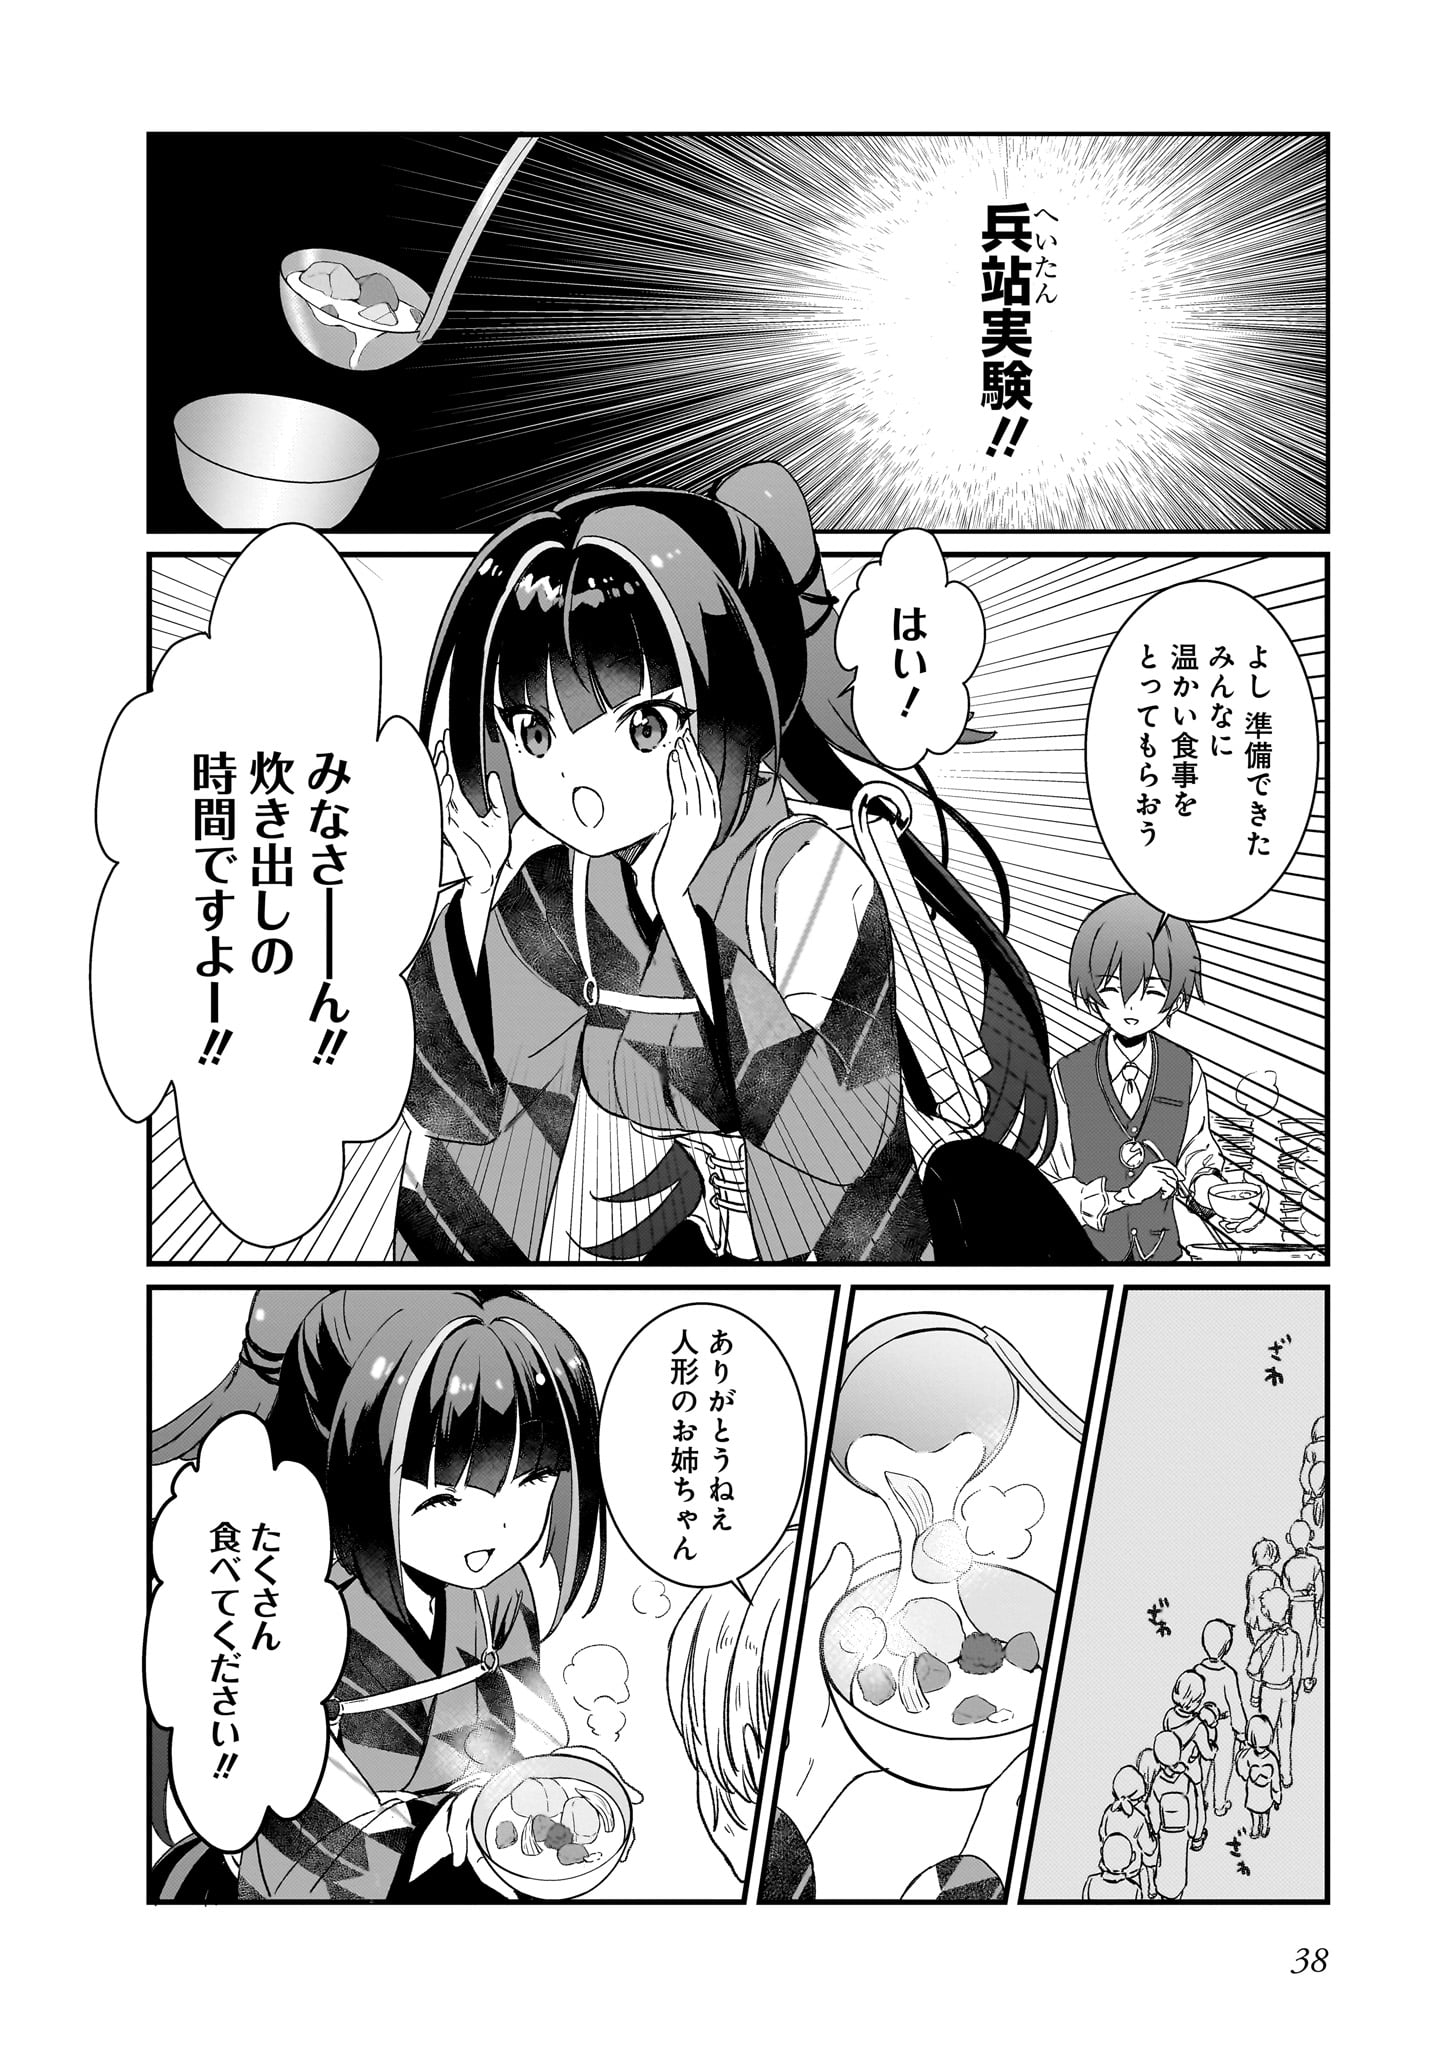 へいたん
兵站実験!!
よし 準備できた
みんなに
温かい食事を
とってもらおう
はい!
みなさーーん!!
炊き出しの
時間ですよー!!
ざわ
ざわ
ざわ
ありがとうねえ
人形のお姉ちゃん
たくさん
食べてください!!
38